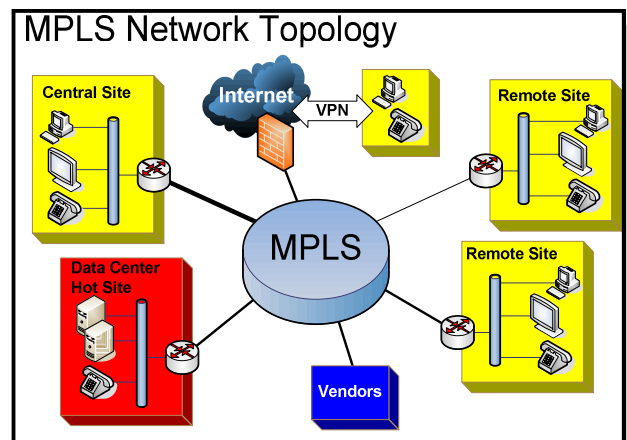 MPLS Network Topology
Central Site
Internet
VPN
Remote Site
MPLS
Data Center
Hot Site
Remote Site
Vendors